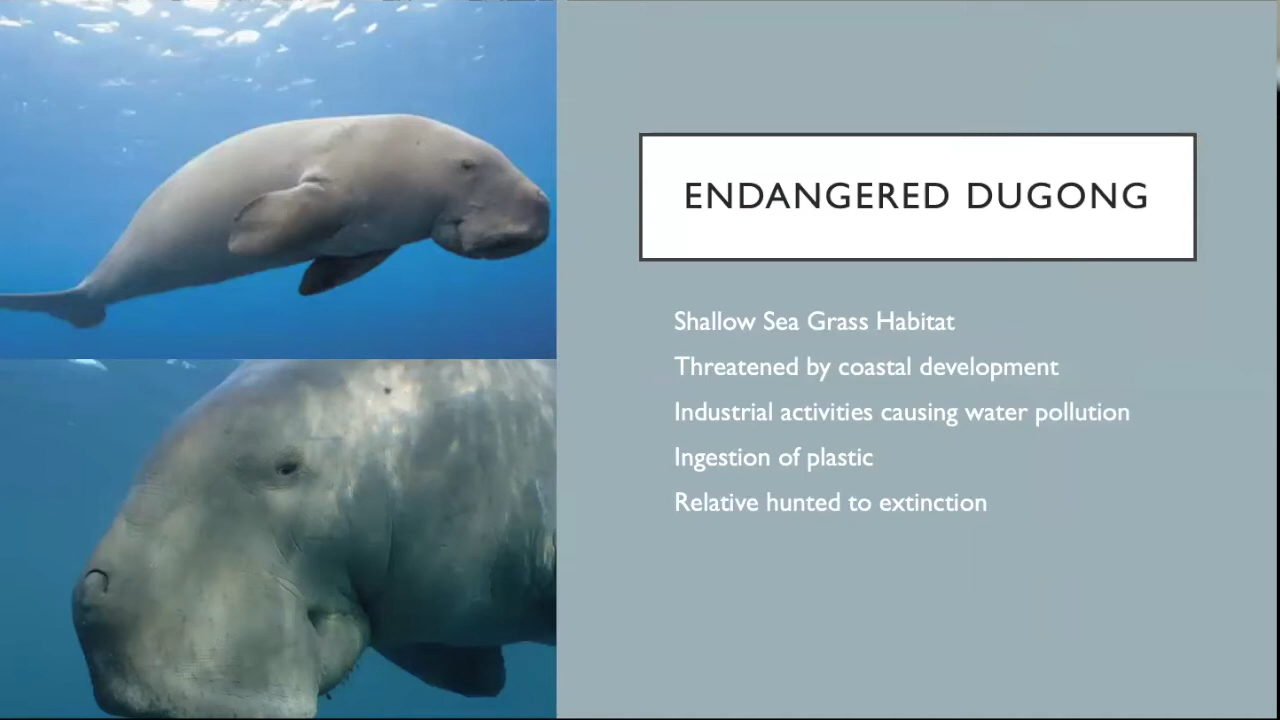 ENDANGERED DUGONG
Shallow Sea Grass Habitat
Threatened by coastal development
Industrial activities causing water pollution
Ingestion of plastic
Relative hunted to extinction